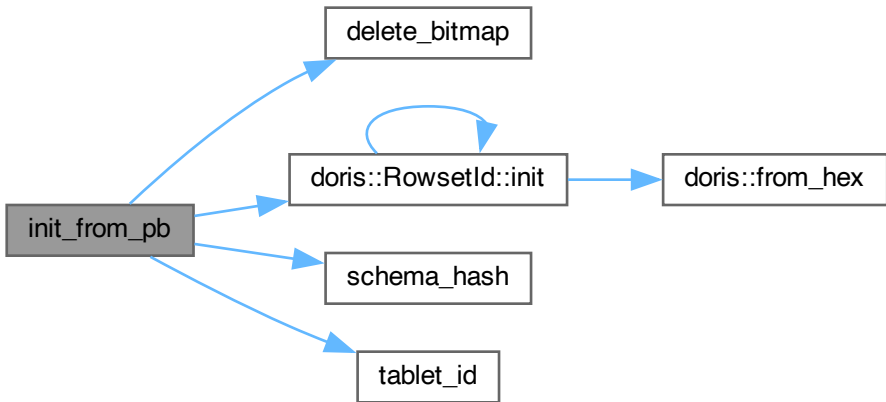 delete_bitmap
doris::RowsetId::init
doris::from_hex
init_from_pb
schema_hash
tablet_id